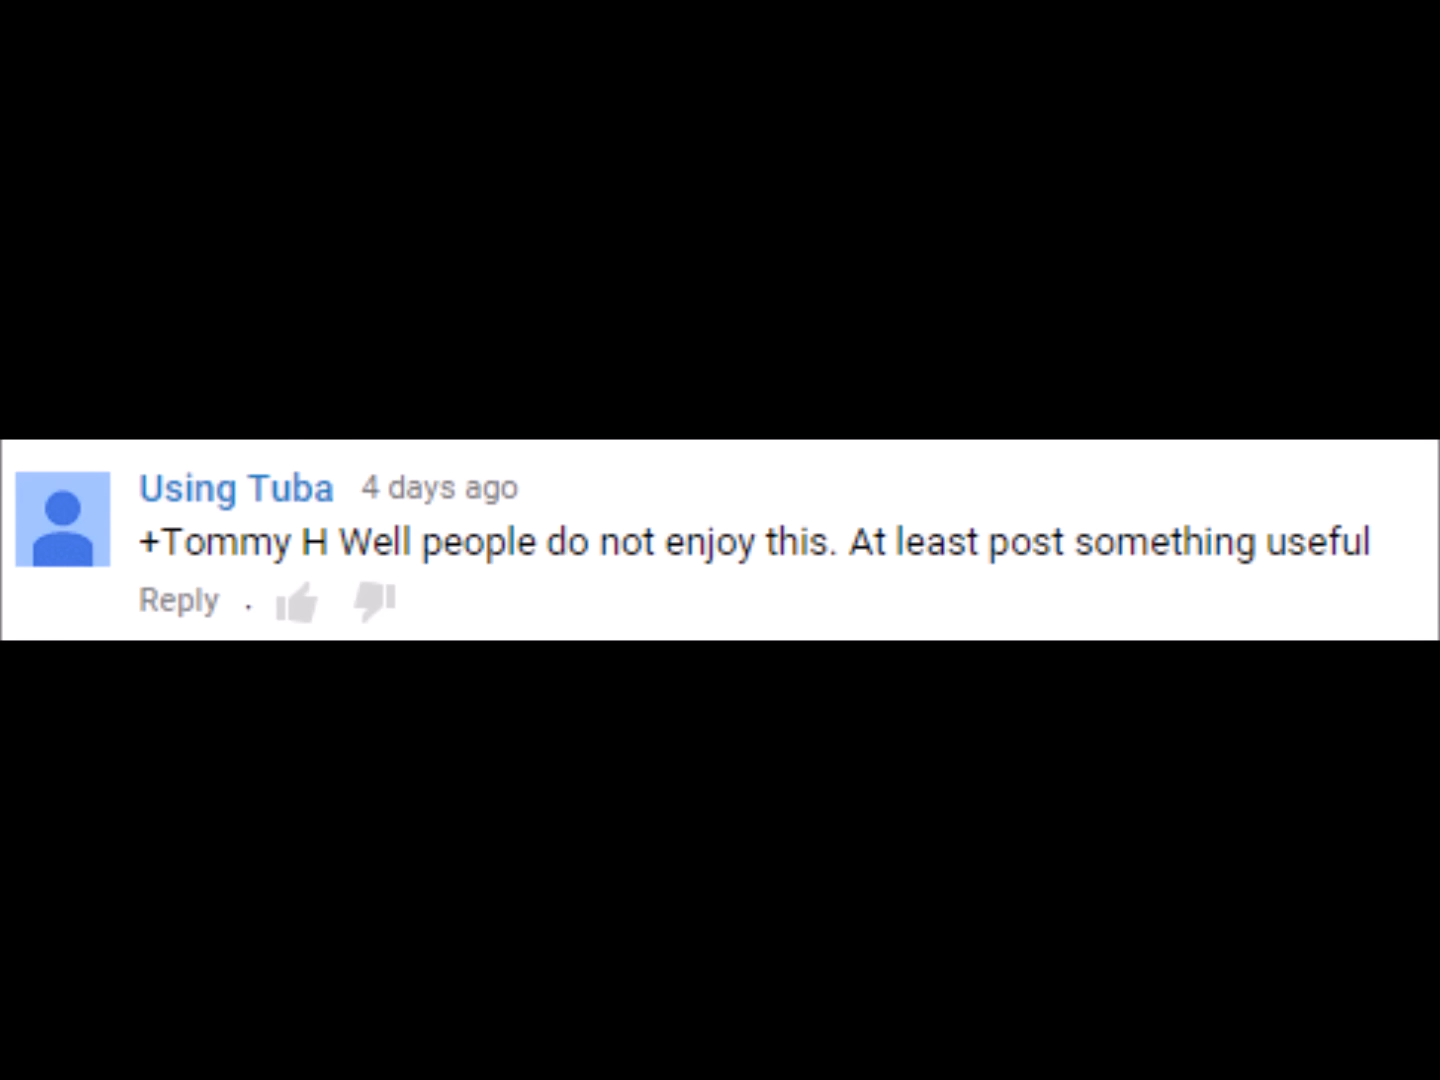 Using Tuba 4 days ago
+Tommy H Well people do not enjoy this. At least post something useful
Reply .